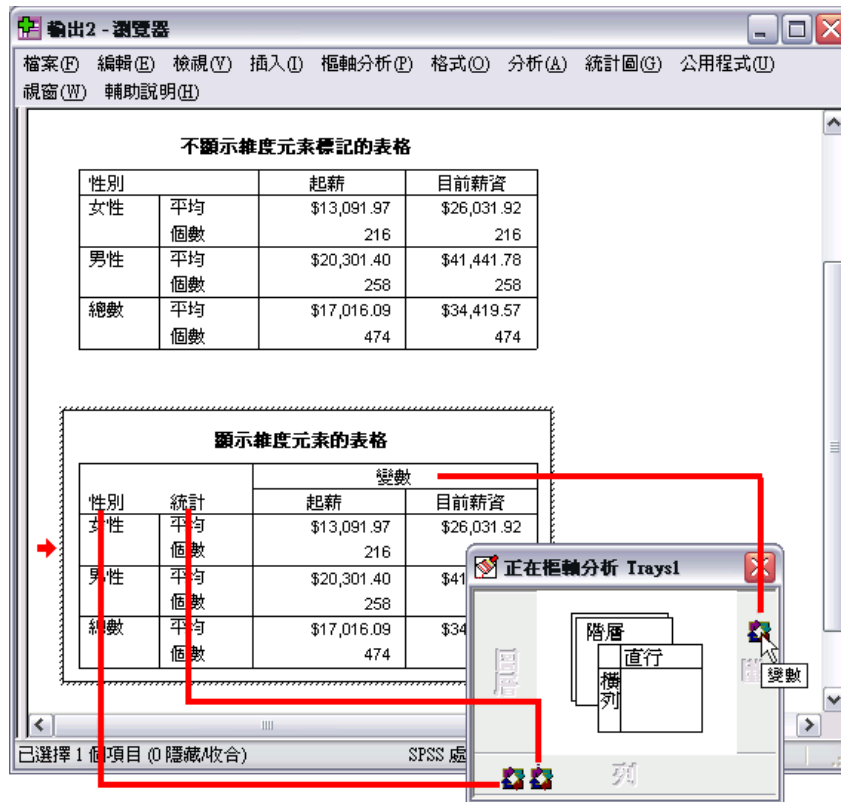 輸出2 - 瀏覽器
檔案(F) 編輯(E) 檢視(V) 插入(I) 樞軸分析(P) 格式(O) 分析(A) 統計圖(G) 公用程式(U)
視窗(W) 輔助說明(H)
不顯示維度元素標記的表格
性別 起薪 目前薪資
女性 平均 $13,091.97 $26,031.92
個數 216 216
男性 平均 $20,301.40 $41,441.78
個數 258 258
總數 平均 $17,016.09 $34,419.57
個數 474 474
顯示維度元素的表格
變數
性別 統計 起薪 目前薪資
女性 平均 $13,091.97 $26,031.92
個數 216
男性 平均 $20,301.40 $41
個數 258
總數 平均 $17,016.09 $34
個數 474
正在樞軸分析 Trays1
階層
直行
橫列
圖層
變數
列
已選擇 1 個項目 (0 隱藏/收合) SPSS 處